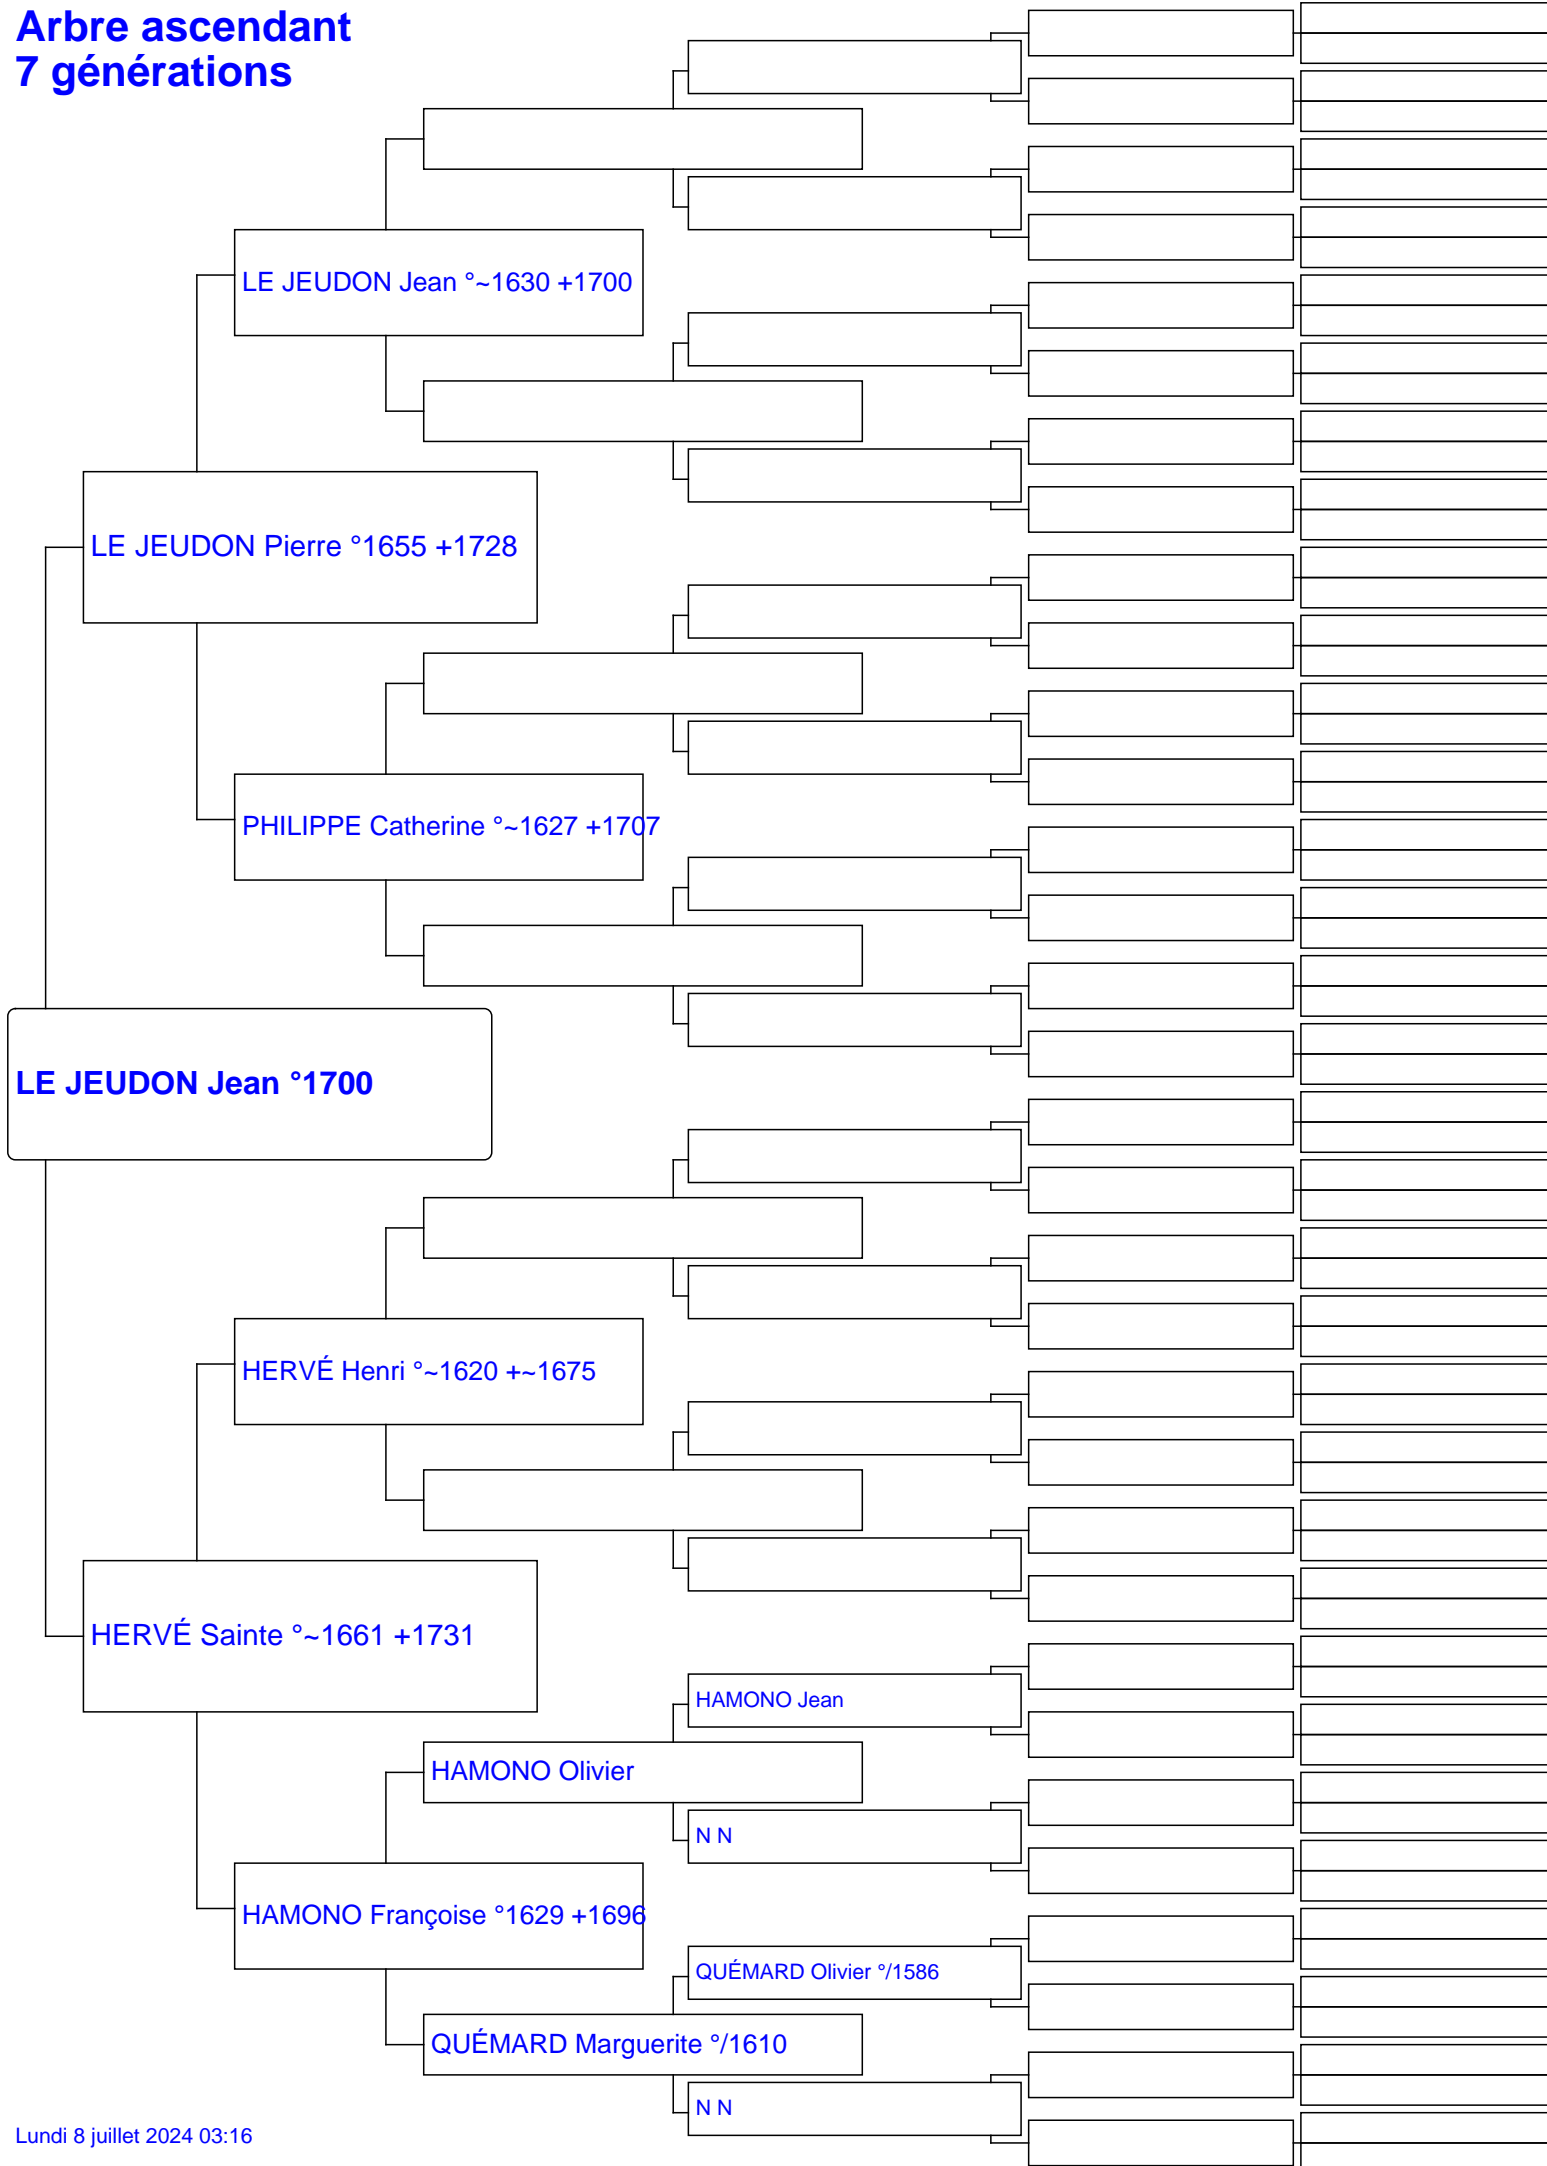 Arbre ascendant
7 générations
LE JEUDON Jean °~1630 +1700
LE JEUDON Pierre °1655 +1728
PHILIPPE Catherine °~1627 +1707
LE JEUDON Jean °1700
HERVÉ Henri °~1620 +~1675
HERVÉ Sainte °~1661 +1731
HAMONO Jean
HAMONO Olivier
N N
HAMONO Françoise °1629 +1696
QUÉMARD Olivier °/1586
QUÉMARD Marguerite °/1610
N N
Lundi 8 juillet 2024 03:16